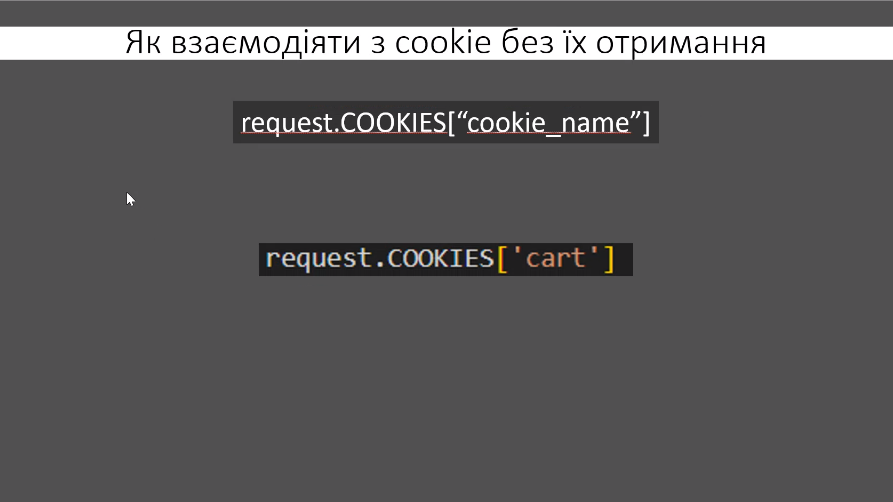 Як взаємодіяти з cookie без їх отримання
request.COOKIES[“cookie_name”]
request.COOKIES['cart']